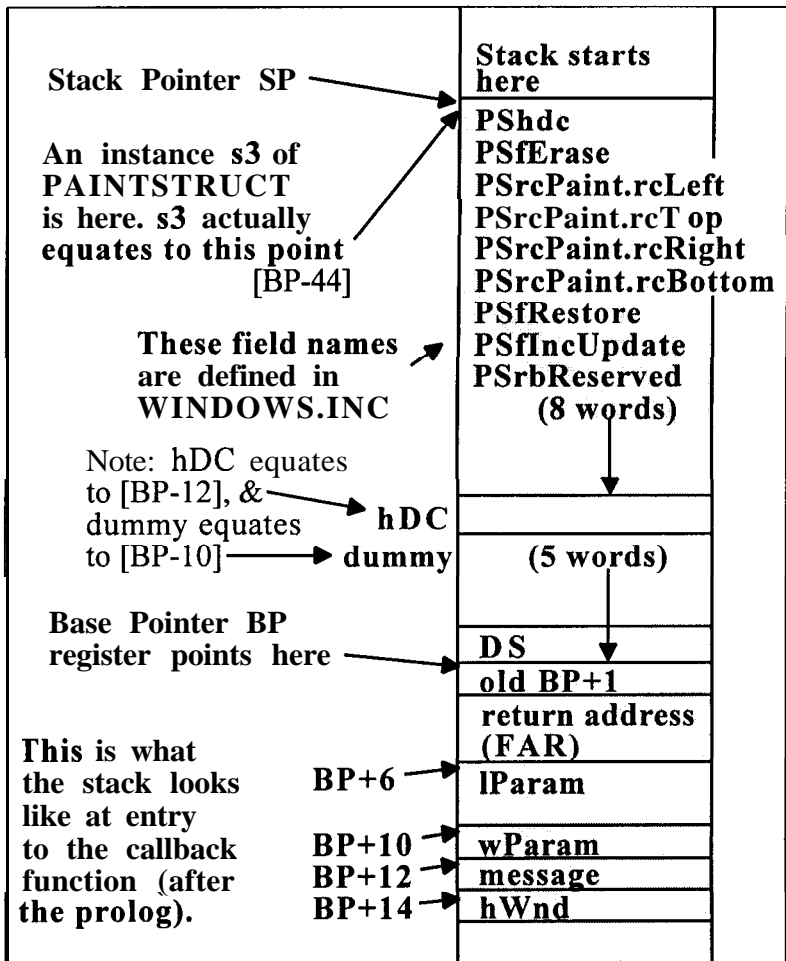 Stack starts
here
Stack Pointer SP
PShdc
PSfErase
PSrcPaint.rcLeft
PSrcPaint.rcT op
PSrcPaint.rcRight
PSrcPaint.rcBottom
PSfRestore
PSfIncUpdate
PSrbReserved
(8 words)
An instance s3 of
PAINTSTRUCT
is here. s3 actually
equates to this point
[BP-44]
These field names
are defined in
WINDOWS.INC
Note: hDC equates
to [BP-12], &
dummy equates
to [BP-10]
hDC
dummy
(5 words)
Base Pointer BP
register points here
DS
old BP+1
return address
(FAR)
This is what
the stack looks
like at entry
to the callback
function (after
the prolog).
BP+6
lParam
BP+10
wParam
BP+12
message
BP+14
hWnd